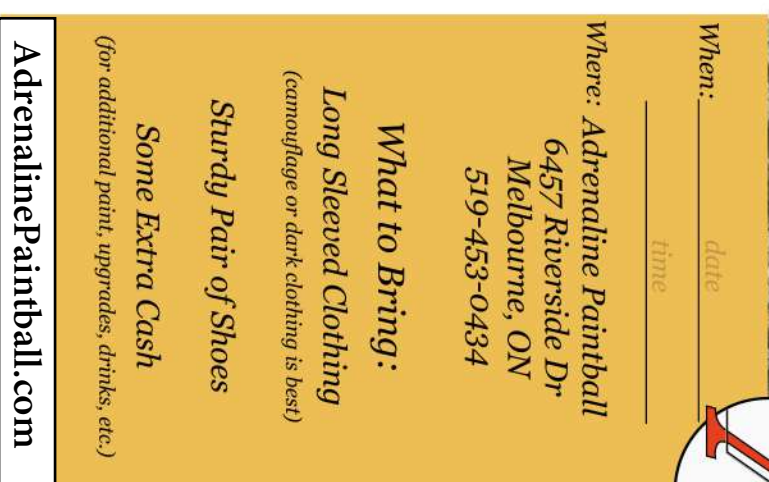 When:
date
time
Where: Adrenaline Paintball
6457 Riverside Dr
Melbourne, ON
519-453-0434
What to Bring:
Long Sleeved Clothing
(camouflage or dark clothing is best)
Sturdy Pair of Shoes
Some Extra Cash
(for additional paint, upgrades, drinks, etc.)
AdrenalinePaintball.com